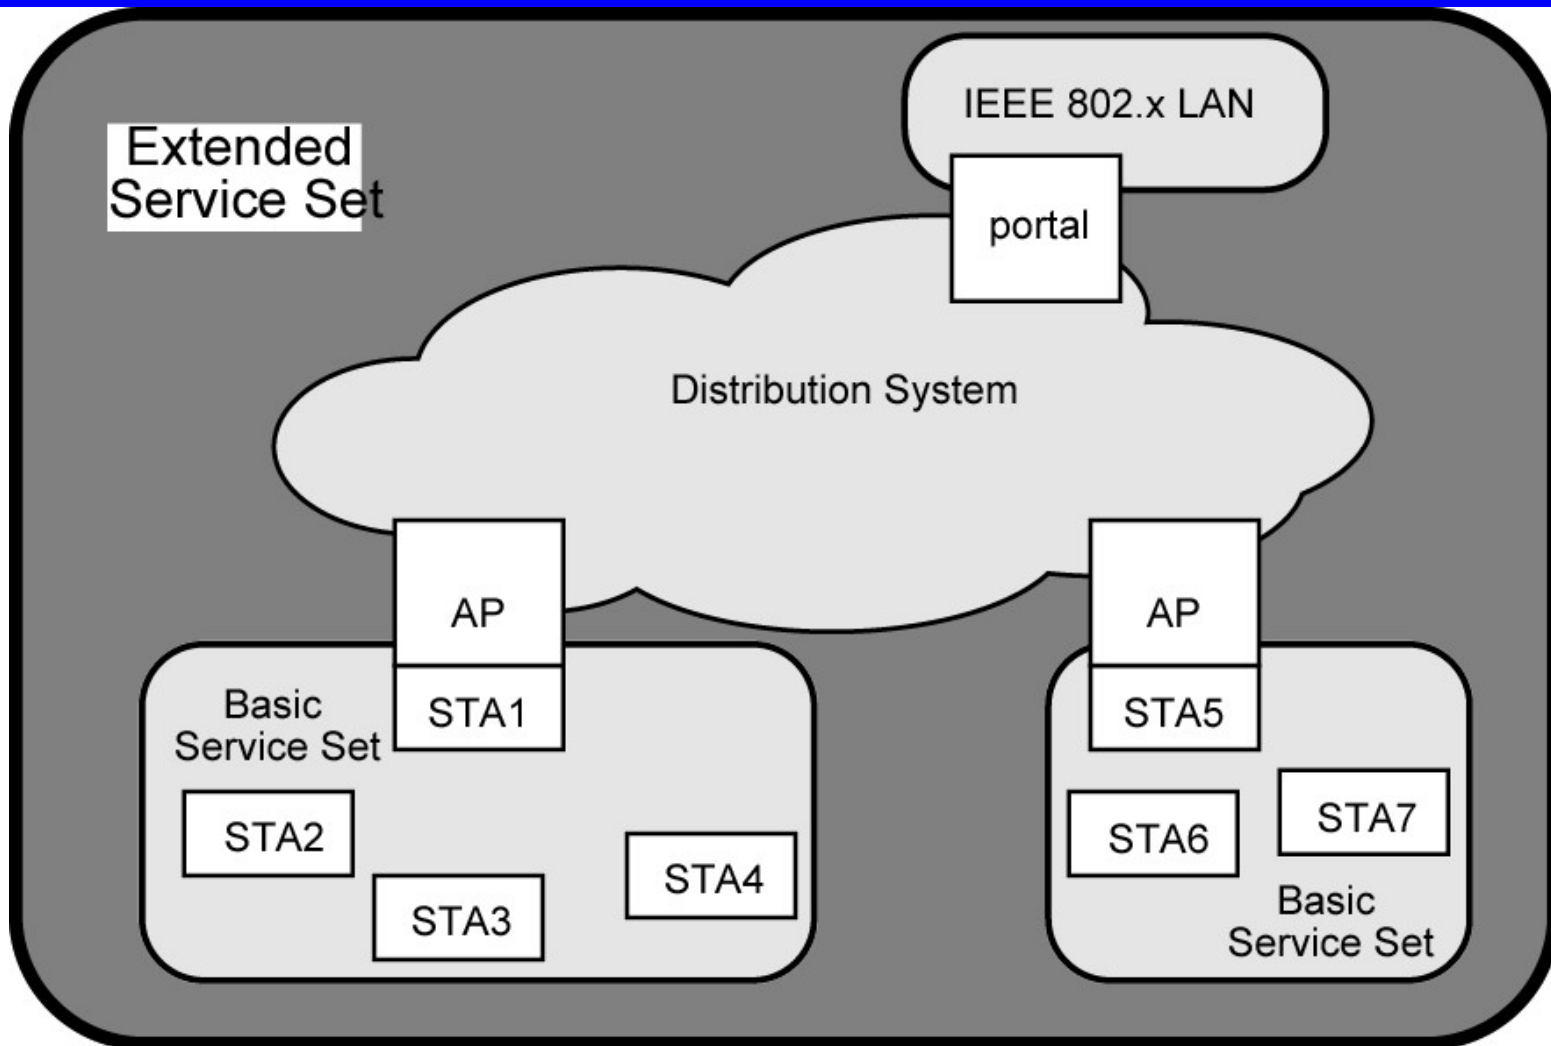 IEEE 802.x LAN
Extended
Service Set
portal
Distribution System
AP
AP
STA1
STA5
Basic
Service Set
STA2
STA3
STA4
STA6
STA7
Basic
Service Set